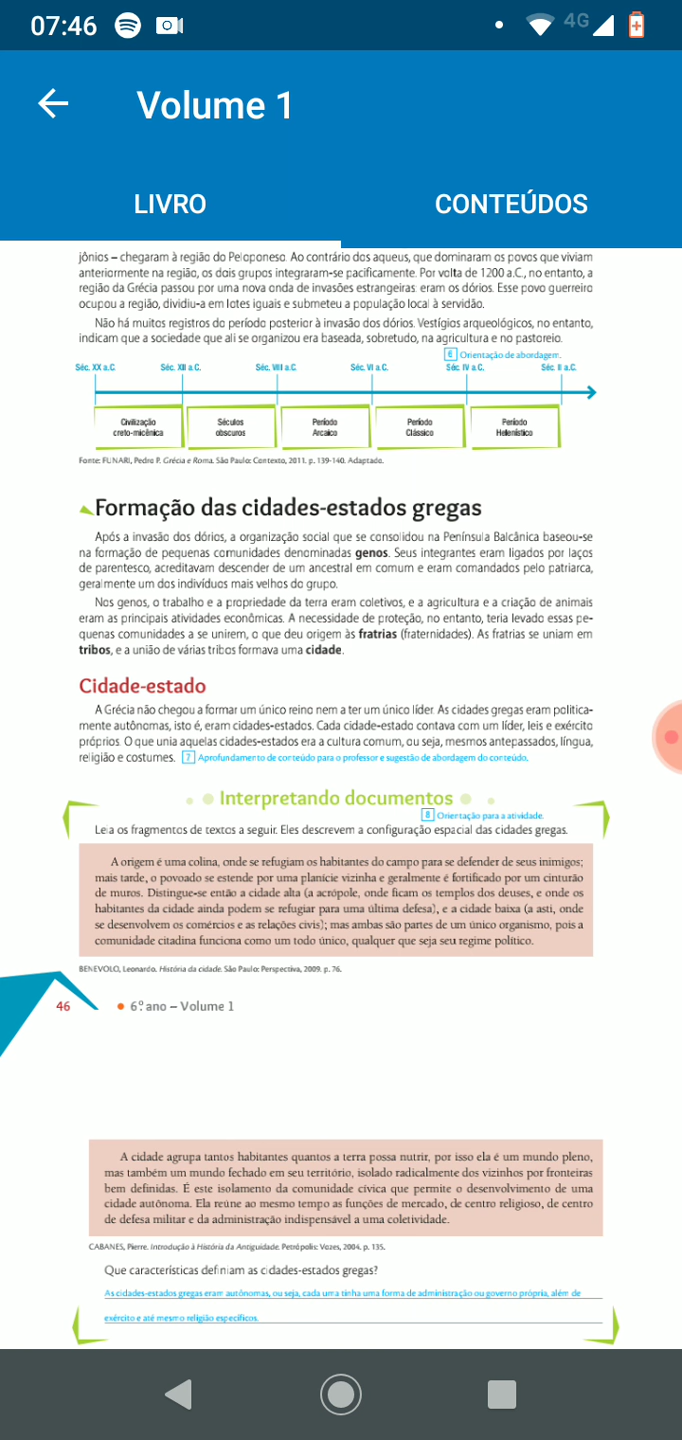 07:46
4G
Volume 1
LIVRO
CONTEÚDOS
jônios – chegaram à região do Peloponeso. Ao contrário dos aqueus, que dominaram os povos que viviam
anteriormente na região, os dois grupos integraram-se pacificamente. Por volta de 1200 a.C., no entanto, a
região da Grécia passou por uma nova onda de invasões estrangeiras: eram os dórios. Esse povo guerreiro
ocupou a região, dividiu-a em lotes iguais e submeteu a população local à servidão.
Não há muitos registros do período posterior à invasão dos dórios. Vestígios arqueológicos, no entanto,
indicam que a sociedade que ali se organizou era baseada, sobretudo, na agricultura e no pastoreio.
6 Orientação de abordagem.
Séc. XX a.C. Séc. XII a.C. Séc. VIII a.C. Séc. VI a.C. Séc. IV a.C. Séc. II a.C.
Civilização Séculos Período Período Período
creto-micênica obscuros Arcaico Clássico Helenístico
Fonte: FUNARI, Pedro P. Grécia e Roma. São Paulo: Contexto, 2011. p. 139-140. Adaptado.
Formação das cidades-estados gregas
Após a invasão dos dórios, a organização social que se consolidou na Península Balcânica baseou-se
na formação de pequenas comunidades denominadas genos. Seus integrantes eram ligados por laços
de parentesco, acreditavam descender de um ancestral em comum e eram comandados pelo patriarca,
geralmente um dos indivíduos mais velhos do grupo.
Nos genos, o trabalho e a propriedade da terra eram coletivos, e a agricultura e a criação de animais
eram as principais atividades econômicas. A necessidade de proteção, no entanto, teria levado essas pe-
quenas comunidades a se unirem, o que deu origem às fratrias (fraternidades). As fratrias se uniam em
tribos, e a união de várias tribos formava uma cidade.
Cidade-estado
A Grécia não chegou a formar um único reino nem a ter um único líder. As cidades gregas eram politica-
mente autônomas, isto é, eram cidades-estados. Cada cidade-estado contava com um líder, leis e exército
próprios. O que unia aquelas cidades-estados era a cultura comum, ou seja, mesmos antepassados, língua,
religião e costumes. 7 Aprofundamento de conteúdo para o professor e sugestão de abordagem do conteúdo.
Interpretando documentos
8 Orientação para a atividade.
Leia os fragmentos de textos a seguir. Eles descrevem a configuração espacial das cidades gregas.
A origem é uma colina, onde se refugiam os habitantes do campo para se defender de seus inimigos;
mais tarde, o povoado se estende por uma planície vizinha e geralmente é fortificado por um cinturão
de muros. Distingue-se então a cidade alta (a acrópole, onde ficam os templos dos deuses, e onde os
habitantes da cidade ainda podem se refugiar para uma última defesa), e a cidade baixa (a asti, onde
se desenvolvem os comércios e as relações civis); mas ambas são partes de um único organismo, pois a
comunidade citadina funciona como um todo único, qualquer que seja seu regime político.
BENEVOLO, Leonardo. História da cidade. São Paulo: Perspectiva, 2009. p. 76.
46 6º. ano – Volume 1
A cidade agrupa tantos habitantes quantos a terra possa nutrir, por isso ela é um mundo pleno,
mas também um mundo fechado em seu território, isolado radicalmente dos vizinhos por fronteiras
bem definidas. É este isolamento da comunidade cívica que permite o desenvolvimento de uma
cidade autônoma. Ela reúne ao mesmo tempo as funções de mercado, de centro religioso, de centro
de defesa militar e da administração indispensável a uma coletividade.
CABANES, Pierre. Introdução à História da Antiguidade. Petrópolis: Vozes, 2004. p. 135.
Que características definiam as cidades-estados gregas?
As cidades-estados gregas eram autônomas, ou seja, cada uma tinha uma forma de administração ou governo própria, além de
exército e até mesmo religião específicos.